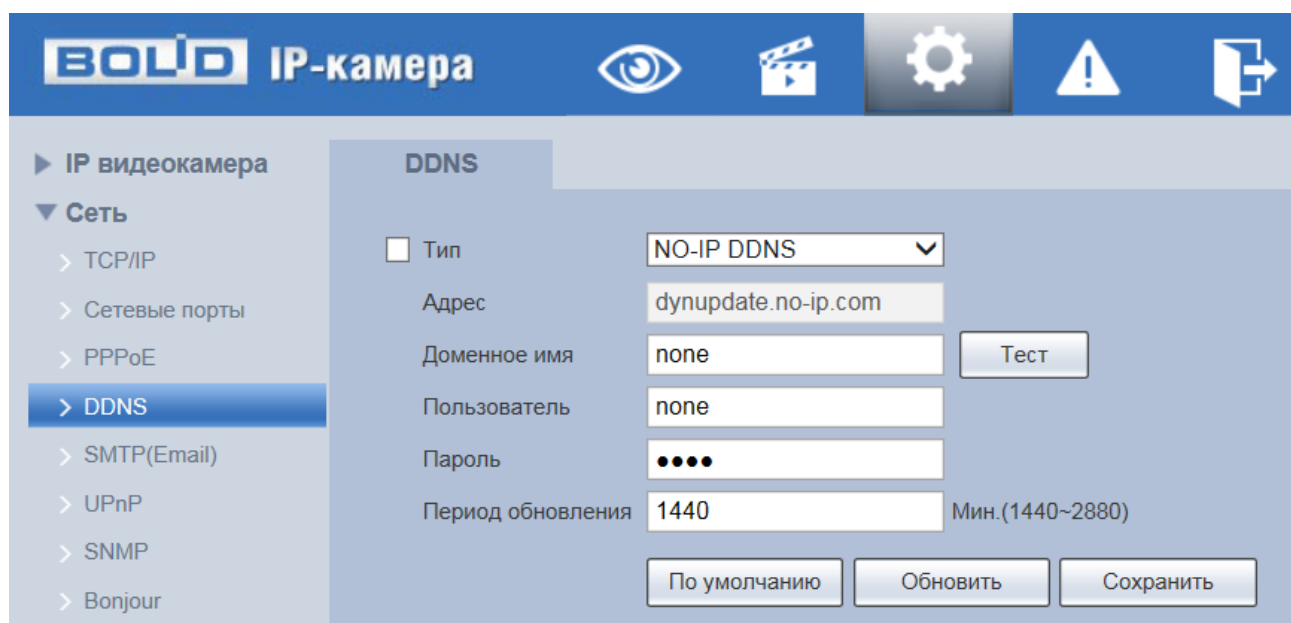 BOLID IP-камера
IP видеокамера
DDNS
Сеть
TCP/IP
Сетевые порты
PPPoE
DDNS
SMTP(Email)
UPnP
SNMP
Bonjour
Тип NO-IP DDNS
Адрес dynupdate.no-ip.com
Доменное имя none Тест
Пользователь none
Пароль ●●●●
Период обновления 1440 Мин.(1440~2880)
По умолчанию Обновить Сохранить